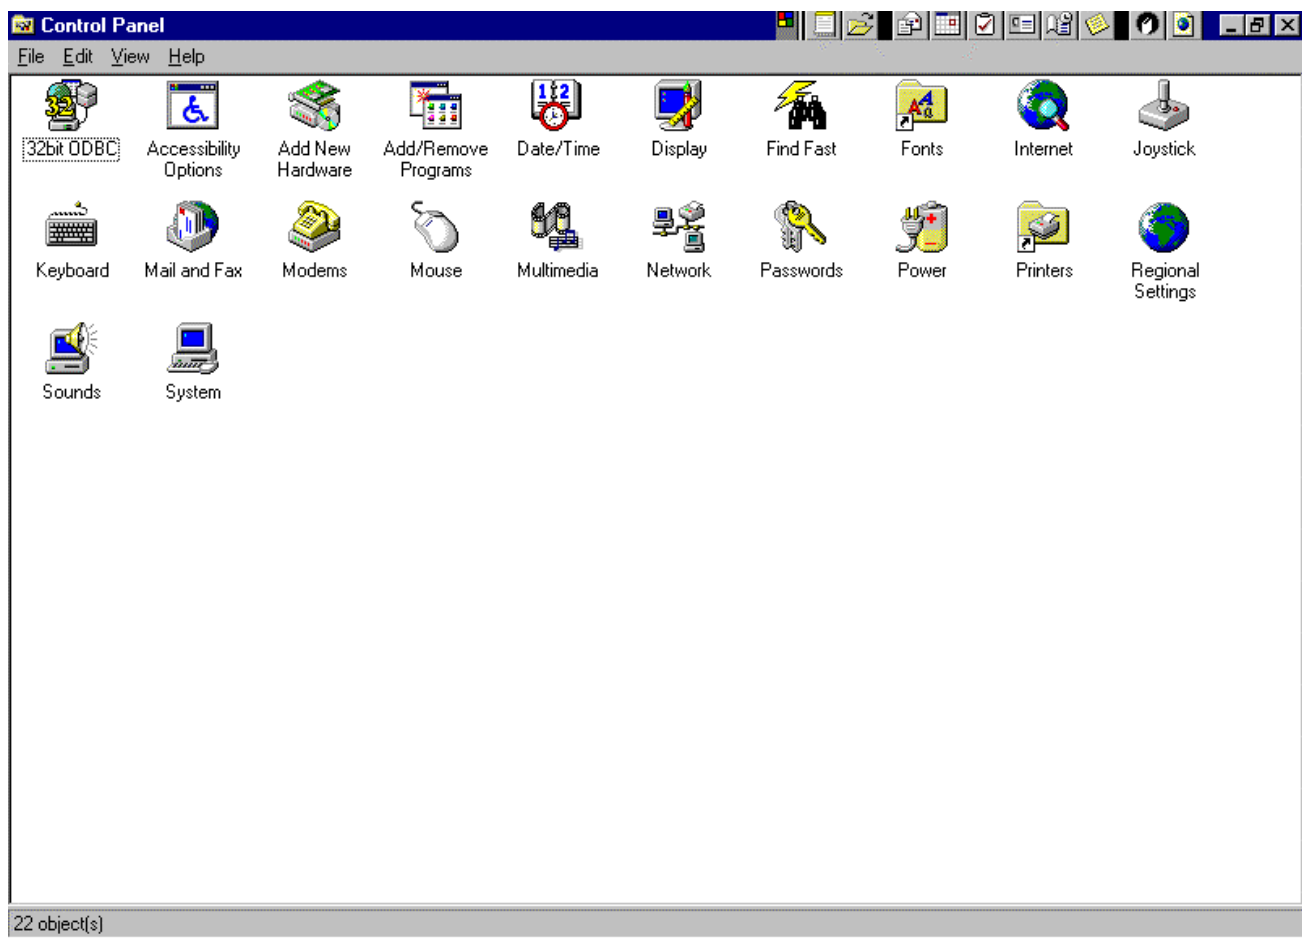 Control Panel
File Edit View Help
32bit ODBC Accessibility Options Add New Hardware Add/Remove Programs Date/Time Display Find Fast Fonts Internet Joystick
Keyboard Mail and Fax Modems Mouse Multimedia Network Passwords Power Printers Regional Settings
Sounds System
22 object(s)